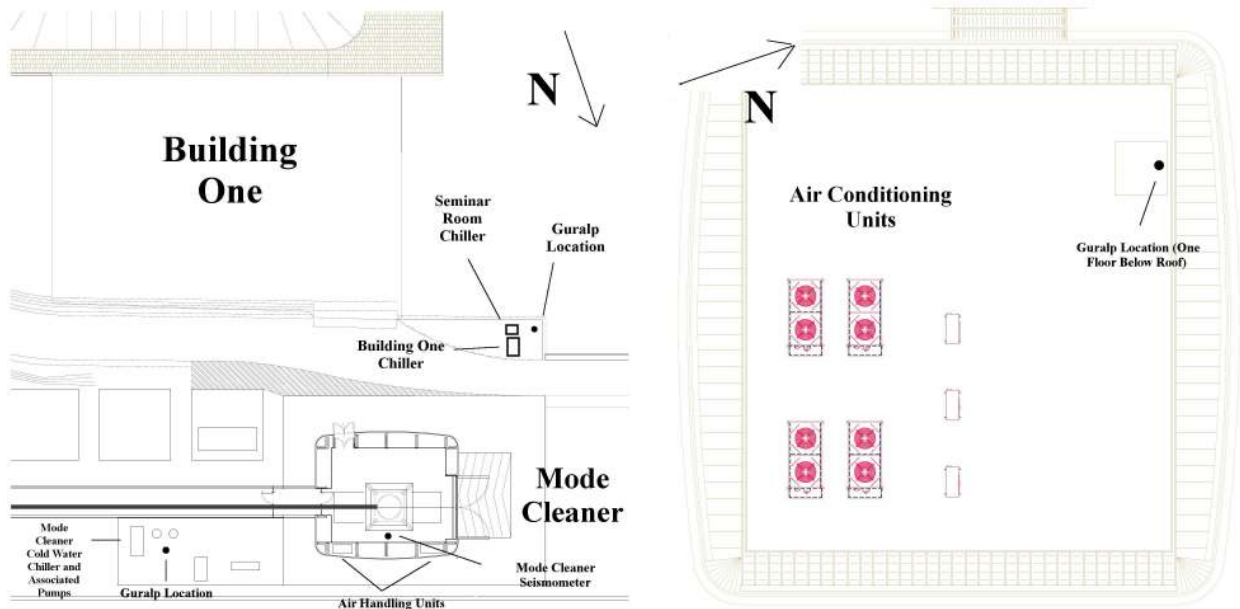 Building
One
N
Seminar
Room
Chiller
Guralp
Location
Building One
Chiller
Mode
Cleaner
Mode
Cleaner
Cold Water
Chiller and
Associated
Pumps
Guralp Location
Air Handling Units
Mode Cleaner
Seismometer
N
Air Conditioning
Units
Guralp Location (One
Floor Below Roof)